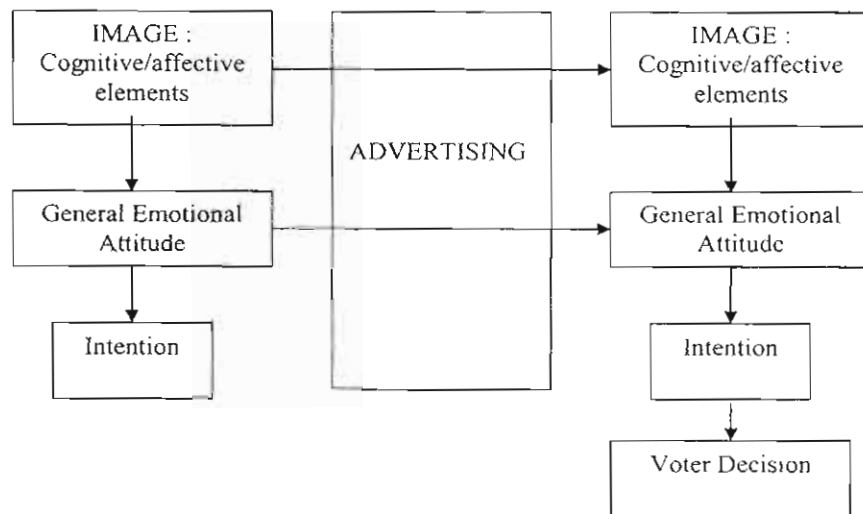 IMAGE :
Cognitive/affective
elements
General Emotional
Attitude
Intention
ADVERTISING
IMAGE :
Cognitive/affective
elements
General Emotional
Attitude
Intention
Voter Decision